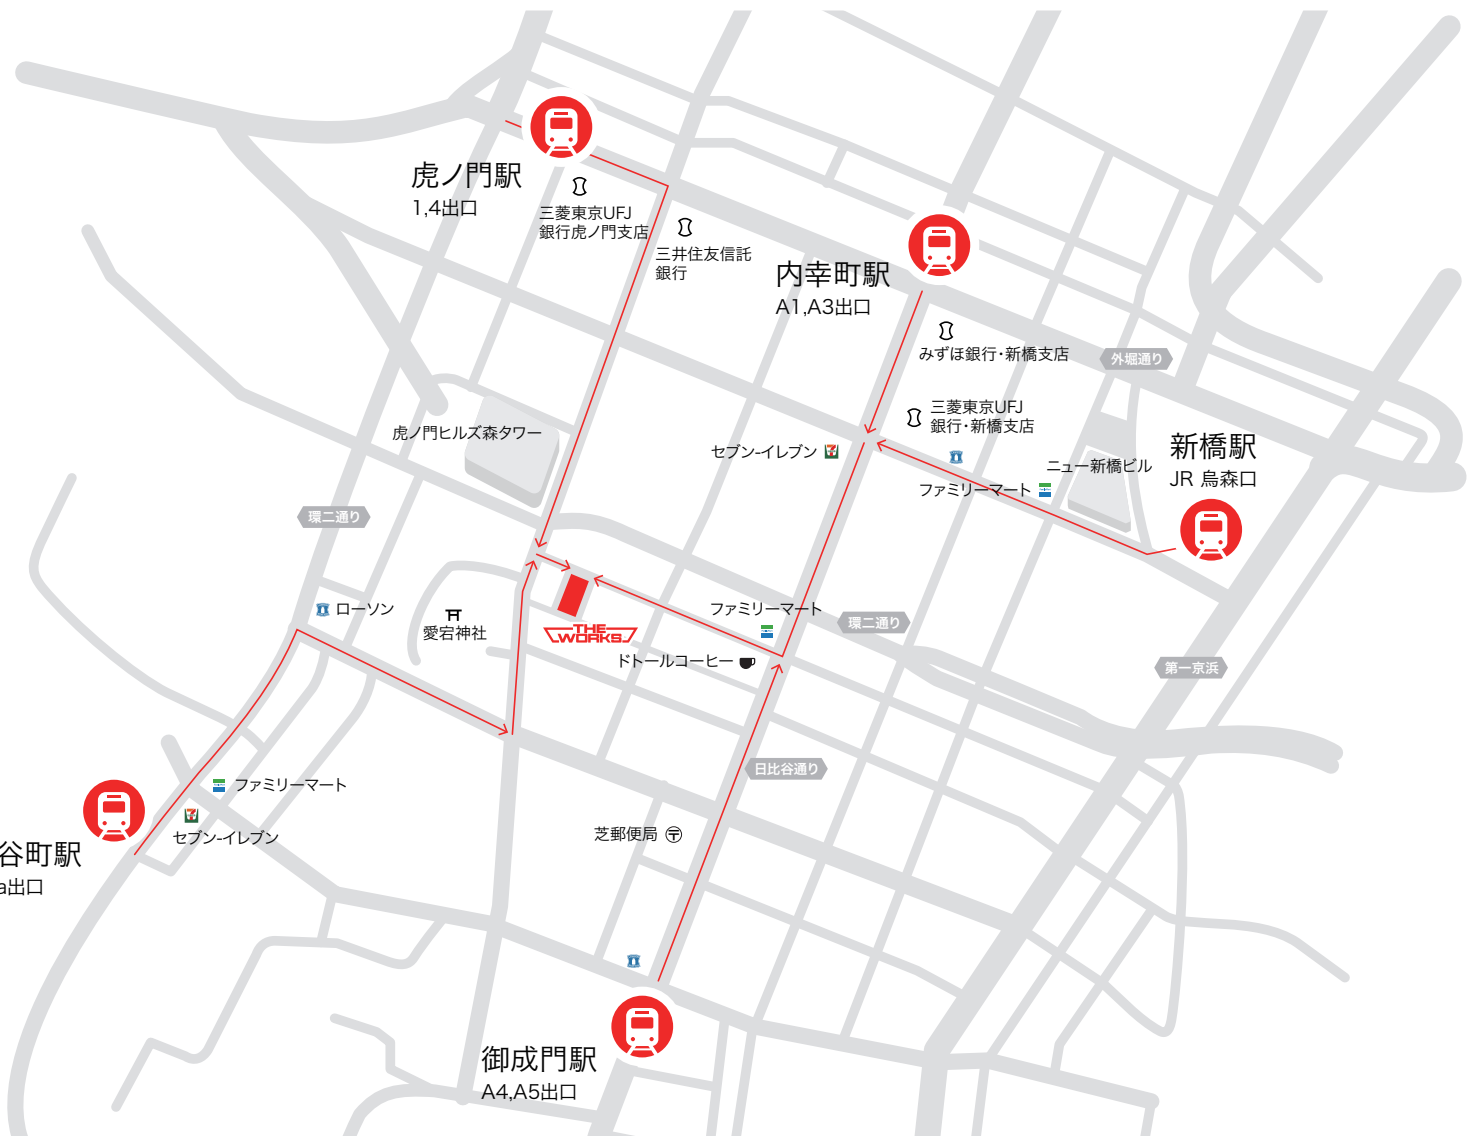 虎ノ門駅
1,4出口
三菱東京UFJ
銀行虎ノ門支店
三井住友信託
銀行
内幸町駅
A1,A3出口
みずほ銀行・新橋支店
外堀通り
三菱東京UFJ
銀行・新橋支店
虎ノ門ヒルズ森タワー
セブン-イレブン
ニュー新橋ビル
新橋駅
JR 烏森口
ファミリーマート
環二通り
ローソン
愛宕神社
THE
WORKS
ファミリーマート
環二通り
ドトールコーヒー
第一京浜
日比谷通り
ファミリーマート
セブン-イレブン
芝郵便局
谷町駅
a出口
御成門駅
A4,A5出口